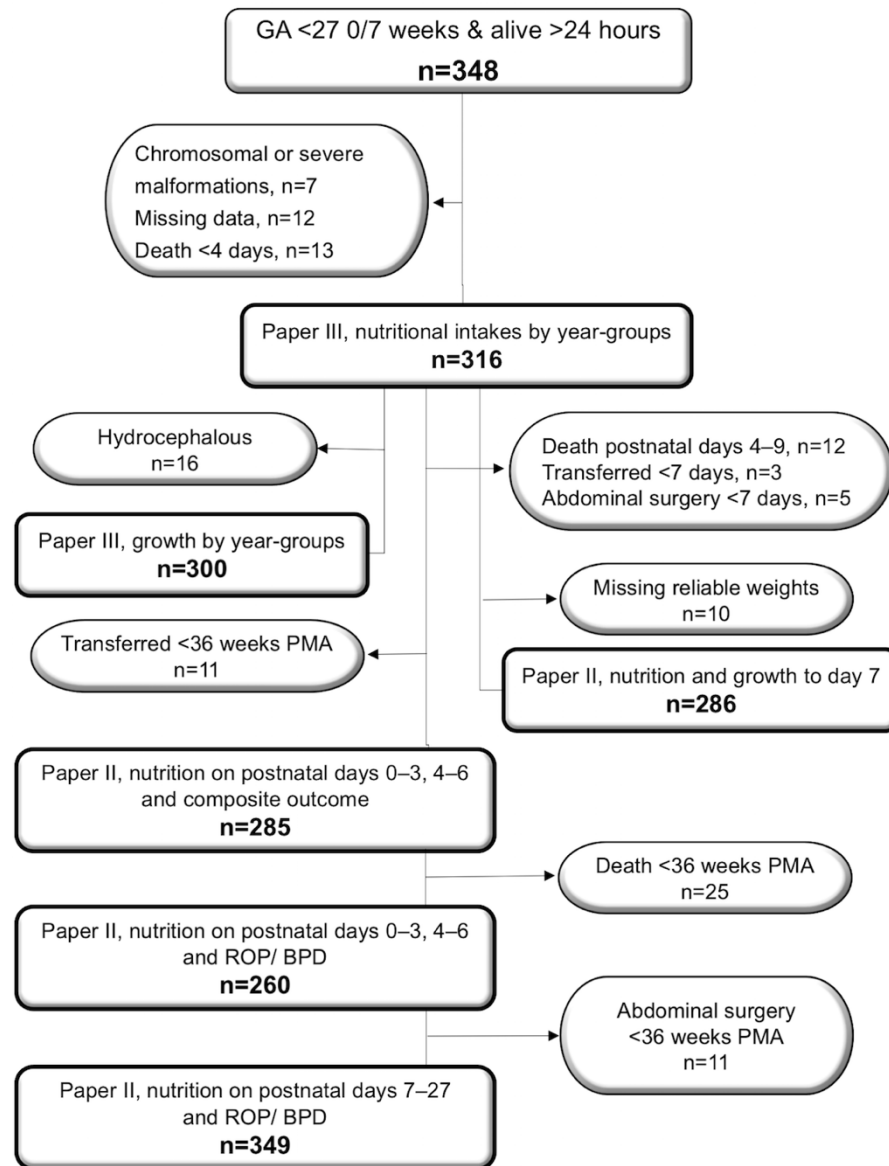 GA <27 0/7 weeks & alive >24 hours
n=348
Chromosomal or severe
malformations, n=7
Missing data, n=12
Death <4 days, n=13
Paper III, nutritional intakes by year-groups
n=316
Hydrocephalous
n=16
Death postnatal days 4–9, n=12
Transferred <7 days, n=3
Abdominal surgery <7 days, n=5
Paper III, growth by year-groups
n=300
Missing reliable weights
n=10
Transferred <36 weeks PMA
n=11
Paper II, nutrition and growth to day 7
n=286
Paper II, nutrition on postnatal days 0–3, 4–6
and composite outcome
n=285
Death <36 weeks PMA
n=25
Paper II, nutrition on postnatal days 0–3, 4–6
and ROP/ BPD
n=260
Abdominal surgery
<36 weeks PMA
n=11
Paper II, nutrition on postnatal days 7–27
and ROP/ BPD
n=349